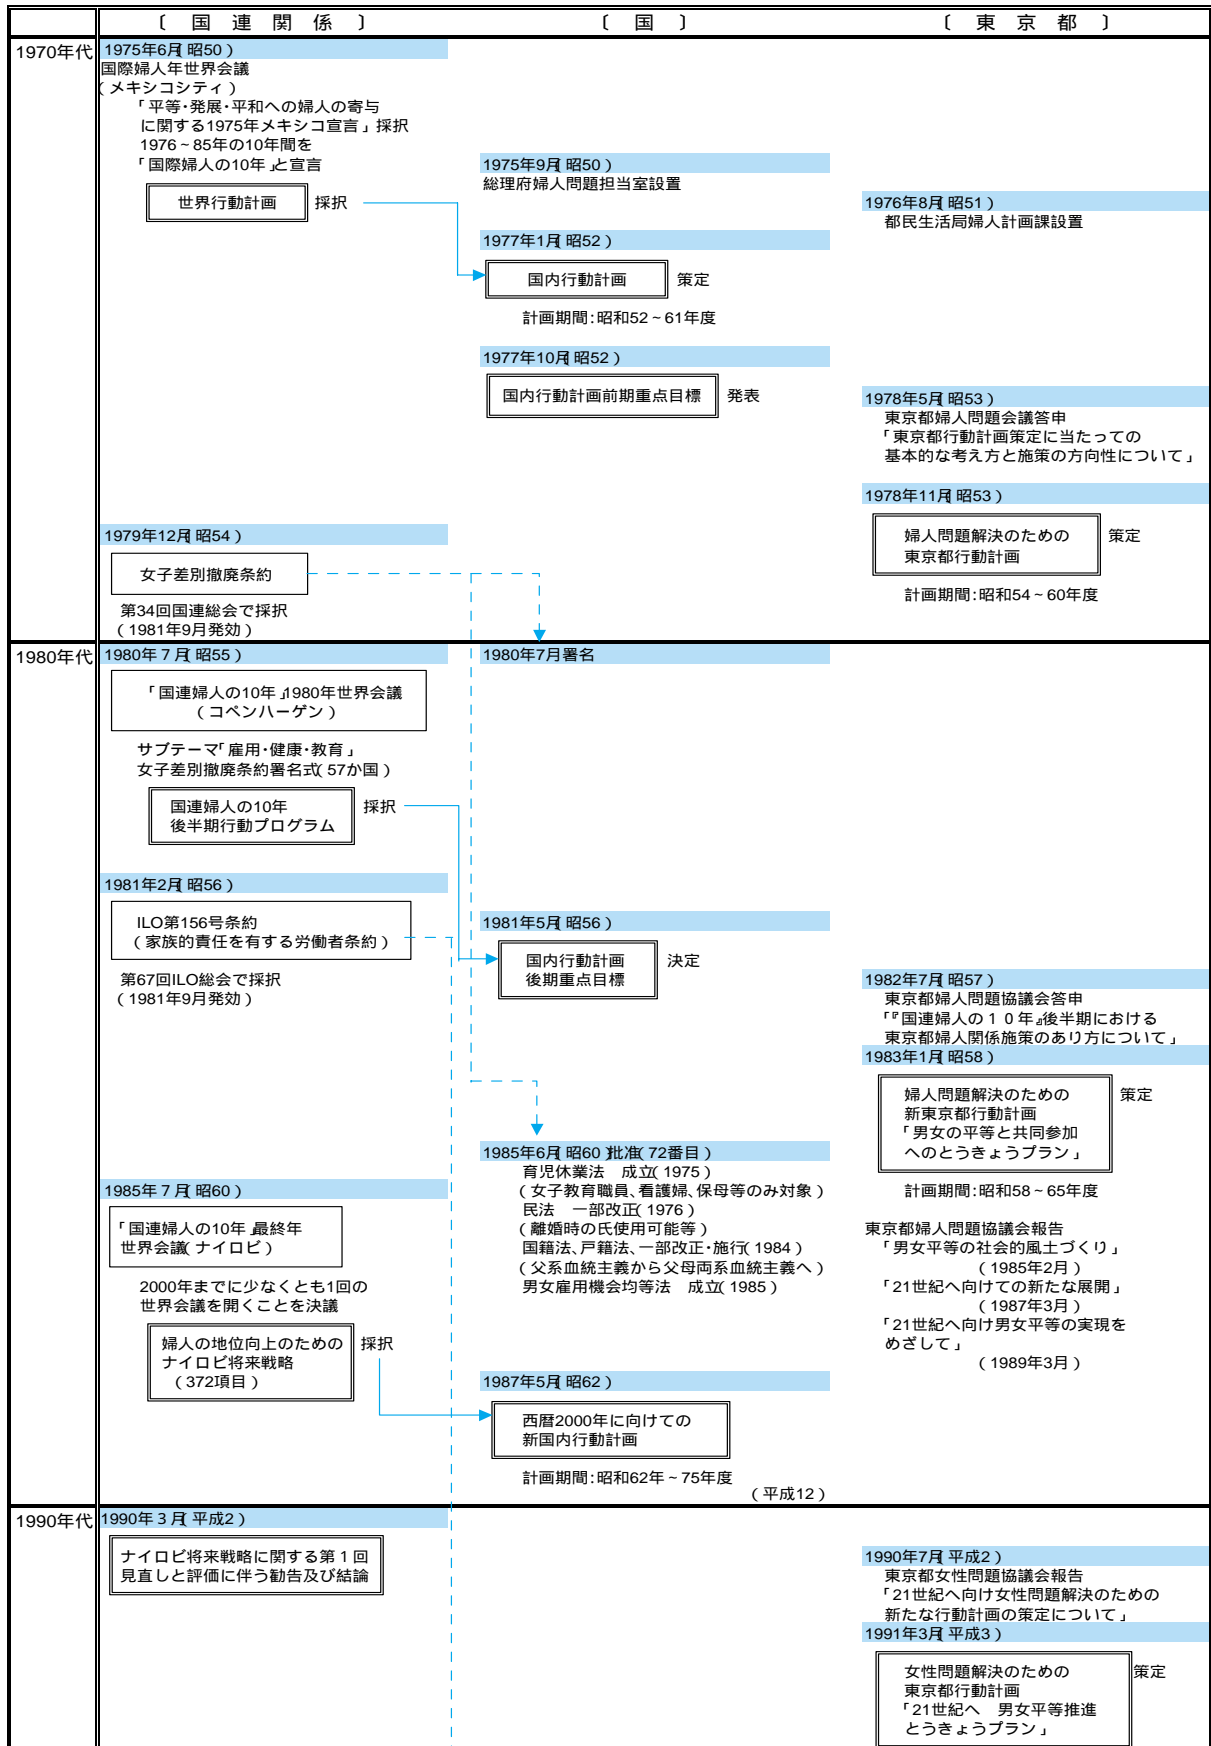 〔 国 連 関 係 〕
〔 国 〕
〔 東 京 都 〕
1970年代
1975年6月(昭50)
国際婦人年世界会議
(メキシコシティ)
「平等・発展・平和への婦人の寄与
に関する1975年メキシコ宣言」採択
1976~85年の10年間を
「国際婦人の10年」と宣言
世界行動計画 採択
1979年12月(昭54)
女子差別撤廃条約
第34回国連総会で採択
(1981年9月発効)
1975年9月(昭50)
総理府婦人問題担当室設置
1977年1月(昭52)
国内行動計画 策定
計画期間:昭和52~61年度
1977年10月(昭52)
国内行動計画前期重点目標 発表
1976年8月(昭51)
都民生活局婦人計画課設置
1978年5月(昭53)
東京都婦人問題会議答申
「東京都行動計画策定に当たっての
基本的な考え方と施策の方向性について」
1978年11月(昭53)
婦人問題解決のための 策定
東京都行動計画
計画期間:昭和54~60年度
1980年代
1980年7月(昭55)
「国連婦人の10年」1980年世界会議
(コペンハーゲン)
サブテーマ「雇用・健康・教育」
女子差別撤廃条約署名式(57か国)
国連婦人の10年 採択
後半期行動プログラム
1981年2月(昭56)
ILO第156号条約
(家族的責任を有する労働者条約)
第67回ILO総会で採択
(1981年9月発効)
1985年7月(昭60)
「国連婦人の10年」最終年
世界会議(ナイロビ)
2000年までに少なくとも1回の
世界会議を開くことを決議
婦人の地位向上のための 採択
ナイロビ将来戦略
(372項目)
1980年7月署名
1981年5月(昭56)
国内行動計画 決定
後期重点目標
1985年6月(昭60)批准(72番目)
育児休業法 成立(1975)
(女子教育職員、看護婦、保母等のみ対象)
民法 一部改正(1976)
(離婚時の氏使用可能等)
国籍法、戸籍法、一部改正・施行(1984)
(父系血統主義から父母両系血統主義へ)
男女雇用機会均等法 成立(1985)
1987年5月(昭62)
西暦2000年に向けての
新国内行動計画
計画期間:昭和62年~75年度
(平成12)
1982年7月(昭57)
東京都婦人問題協議会答申
「『国連婦人の10年』後半期における
東京都婦人関係施策のあり方について」
1983年1月(昭58)
婦人問題解決のための 策定
新東京都行動計画
「男女の平等と共同参加
へのとうきょうプラン」
計画期間:昭和58~65年度
東京都婦人問題協議会報告
「男女平等の社会的風土づくり」
(1985年2月)
「21世紀へ向けての新たな展開」
(1987年3月)
「21世紀へ向け男女平等の実現を
めざして」
(1989年3月)
1990年代
1990年3月(平成2)
ナイロビ将来戦略に関する第1回
見直しと評価に伴う勧告及び結論
1990年7月(平成2)
東京都女性問題協議会報告
「21世紀へ向け女性問題解決のための
新たな行動計画の策定について」
1991年3月(平成3)
女性問題解決のための 策定
東京都行動計画
「21世紀へ 男女平等推進
とうきょうプラン」